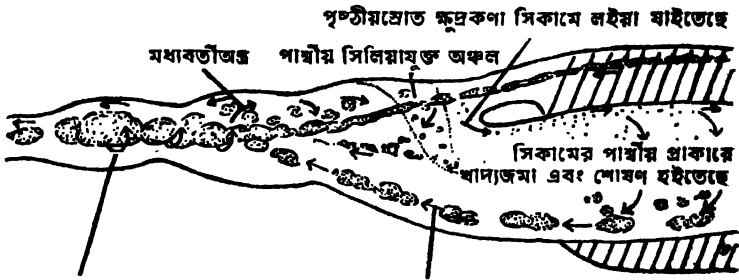 পৃষ্ঠীয়স্রোত ক্ষুদ্রকণা সিকামে লইয়া যাইতেছে
মধ্যবর্তীঅন্ত্র
পার্শ্বীয় সিলিয়াযুক্ত অঞ্চল
সিকামের পার্শ্বীয় প্রাকারে
খাদ্যজমা এবং শোষণ হইতেছে